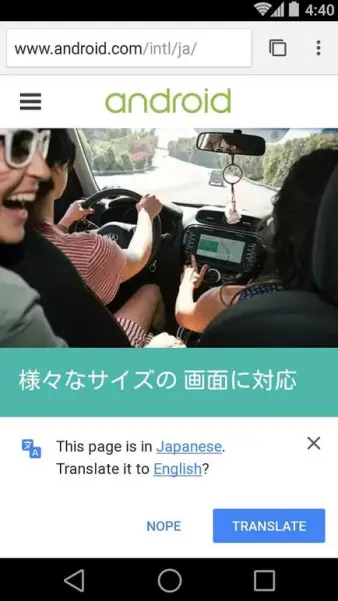 4:40
www.android.com/intl/ja/
android
様々なサイズの 画面に対応
This page is in Japanese.
Translate it to English?
NOPE
TRANSLATE